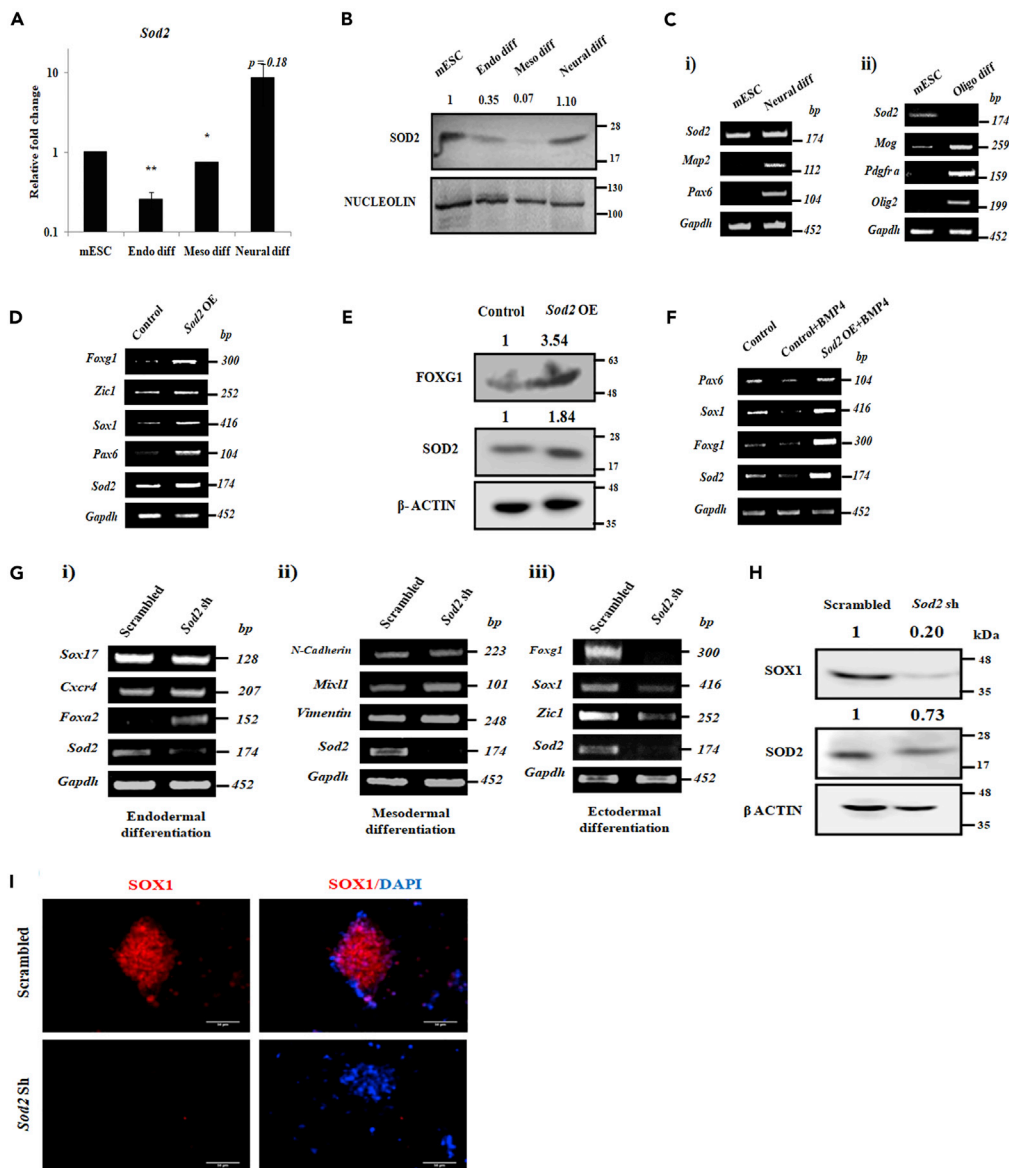 A
Sod2
Relative fold change
10
1
0.1
**
*
p = 0.18
mESC Endo diff Meso diff Neural diff
B
mESC Endo diff Meso diff Neural diff
1 0.35 0.07 1.10
SOD2
28
17
NUCLEOLIN
130
100
C
i)
mESC Neural diff bp
Sod2 174
Map2 112
Pax6 104
Gapdh 452
ii)
mESC Oligo diff bp
Sod2 174
Mog 259
Pdgfra 159
Olig2 199
Gapdh 452
D
Control Sod2 OE bp
Foxg1 300
Zic1 252
Sox1 416
Pax6 104
Sod2 174
Gapdh 452
E
Control Sod2 OE
1 3.54
FOXG1
63
48
1 1.84
SOD2
28
17
β-ACTIN
48
35
F
Control Control+BMP4 Sod2 OE+BMP4 bp
Pax6 104
Sox1 416
Foxg1 300
Sod2 174
Gapdh 452
G
i)
Scrambled Sod2 sh bp
Sox17 128
Cxcr4 207
Foxa2 152
Sod2 174
Gapdh 452
Endodermal
differentiation
ii)
Scrambled Sod2 sh bp
N-Cadherin 223
Mixl1 101
Vimentin 248
Sod2 174
Gapdh 452
Mesodermal
differentiation
iii)
Scrambled Sod2 sh bp
Foxg1 300
Sox1 416
Zic1 252
Sod2 174
Gapdh 452
Ectodermal
differentiation
H
Scrambled Sod2 sh
1 0.20 kDa
SOX1
48
35
1 0.73
SOD2
28
17
β ACTIN
48
35
I
SOX1 SOX1/DAPI
Scrambled
Sod2 Sh